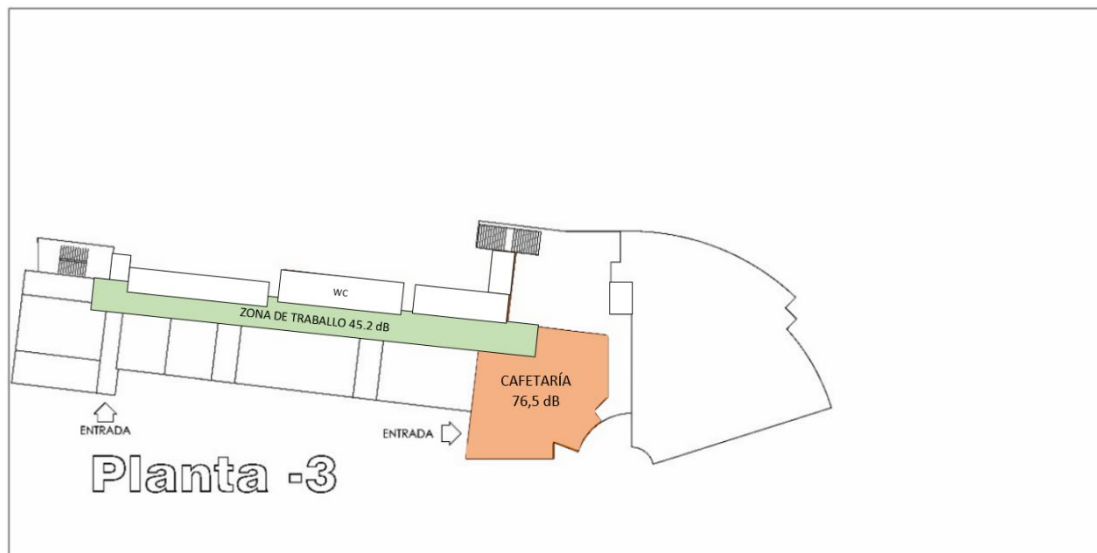 WC
ZONA DE TRABALLO 45.2 dB
CAFETARÍA
76,5 dB
ENTRADA
ENTRADA
Planta -3